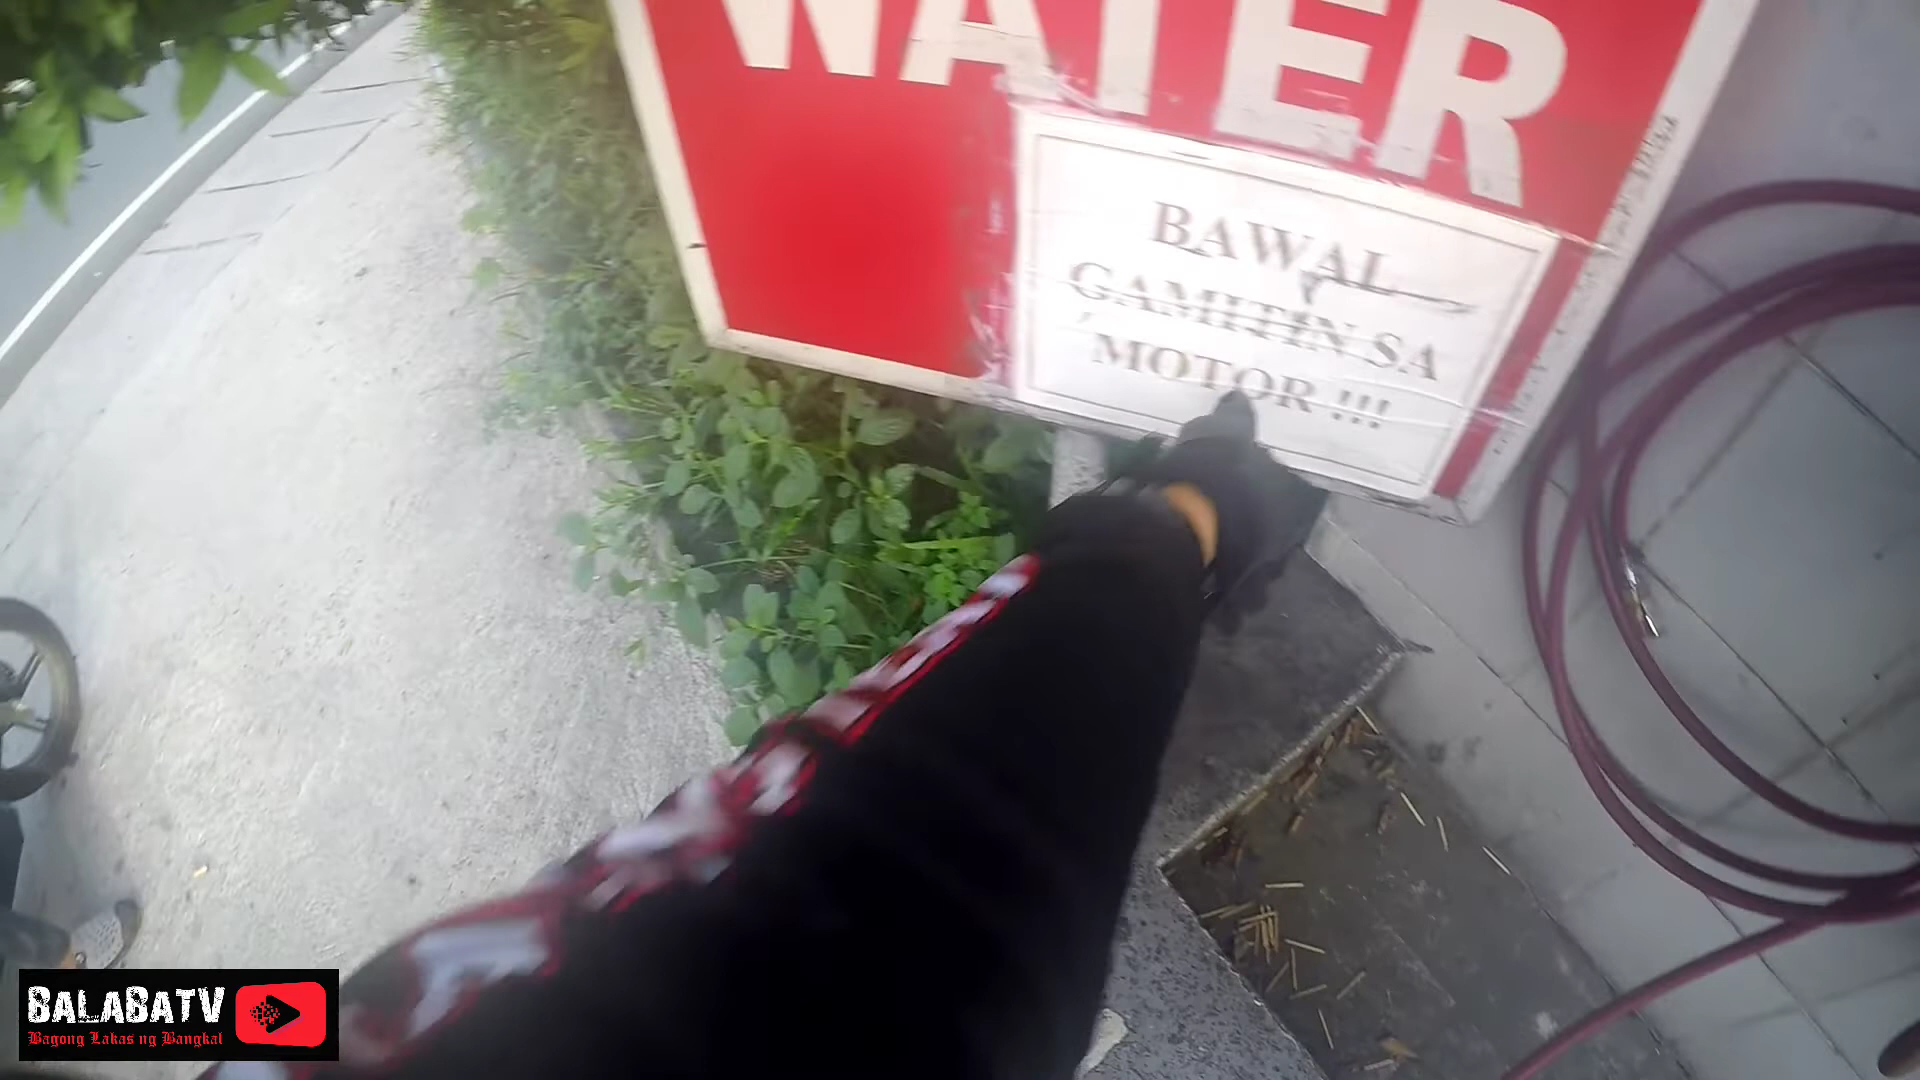 WATER
BAWAL
GAMITIN SA
MOTOR !!!
BALABATV
Bagong Lakas ng Bangkal